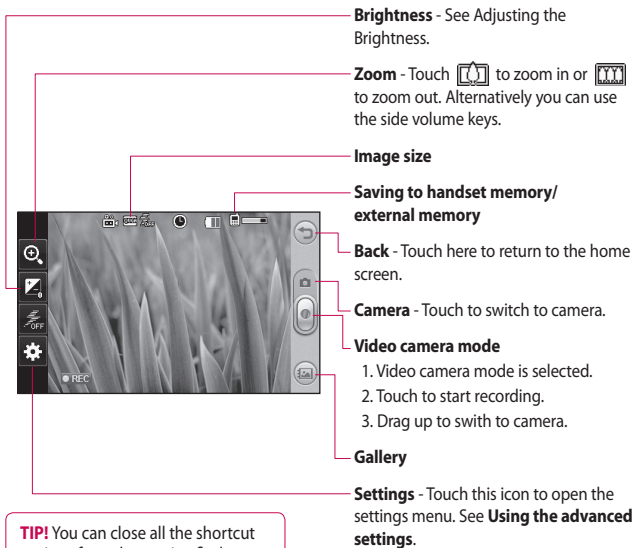 Brightness - See Adjusting the
Brightness.
Zoom - Touch to zoom in or
to zoom out. Alternatively you can use
the side volume keys.
Image size
Saving to handset memory/
external memory
Back - Touch here to return to the home
screen.
Camera - Touch to switch to camera.
Video camera mode
1. Video camera mode is selected.
2. Touch to start recording.
3. Drag up to swith to camera.
Gallery
Settings - Touch this icon to open the
settings menu. See Using the advanced
settings.
0
OFF
REC
TIP! You can close all the shortcut